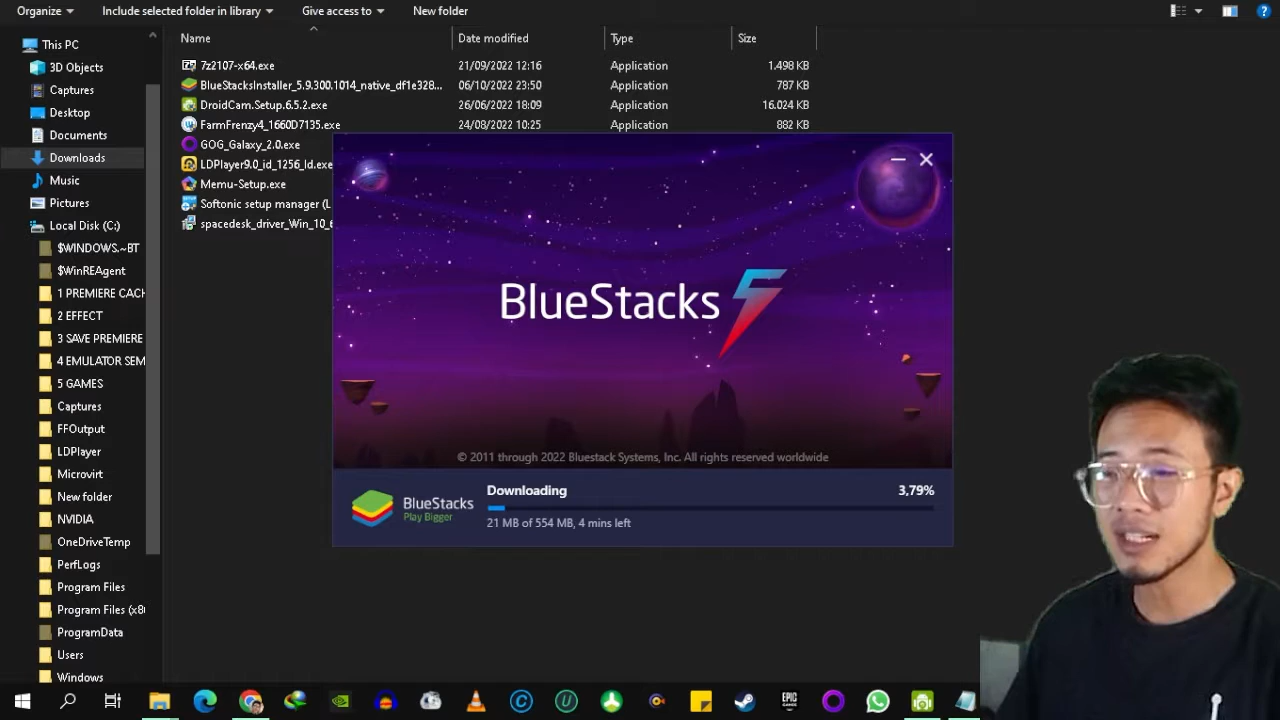 Organize
Include selected folder in library
Give access to
New folder
This PC
3D Objects
Captures
Desktop
Documents
Downloads
Music
Pictures
Local Disk (C:)
$WINDOWS.~BT
$WinREAgent
1 PREMIERE CACH
2 EFFECT
3 SAVE PREMIERE
4 EMULATOR SEM
5 GAMES
Captures
FFOutput
LDPlayer
Microvirt
New folder
NVIDIA
OneDriveTemp
PerfLogs
Program Files
Program Files (x8
ProgramData
Users
Windows
Name Date modified Type Size
7z2107-x64.exe 21/09/2022 12:16 Application 1.498 KB
BlueStacksInstaller_5.9.300.1014_native_df1e328... 06/10/2022 23:50 Application 787 KB
DroidCam.Setup.6.5.2.exe 26/06/2022 18:09 Application 16.024 KB
FarmFrenzy4_1660D7135.exe 24/08/2022 10:25 Application 882 KB
GOG_Galaxy_2.0.exe
LDPlayer9.0_id_1256_ld.exe
Memu-Setup.exe
Softonic setup manager (L
spacedesk_driver_Win_10_6
BlueStacks 5
© 2011 through 2022 Bluestack Systems, Inc. All rights reserved worldwide
BlueStacks
Play Bigger
Downloading 3,79%
21 MB of 554 MB, 4 mins left
EPIC
GAMES